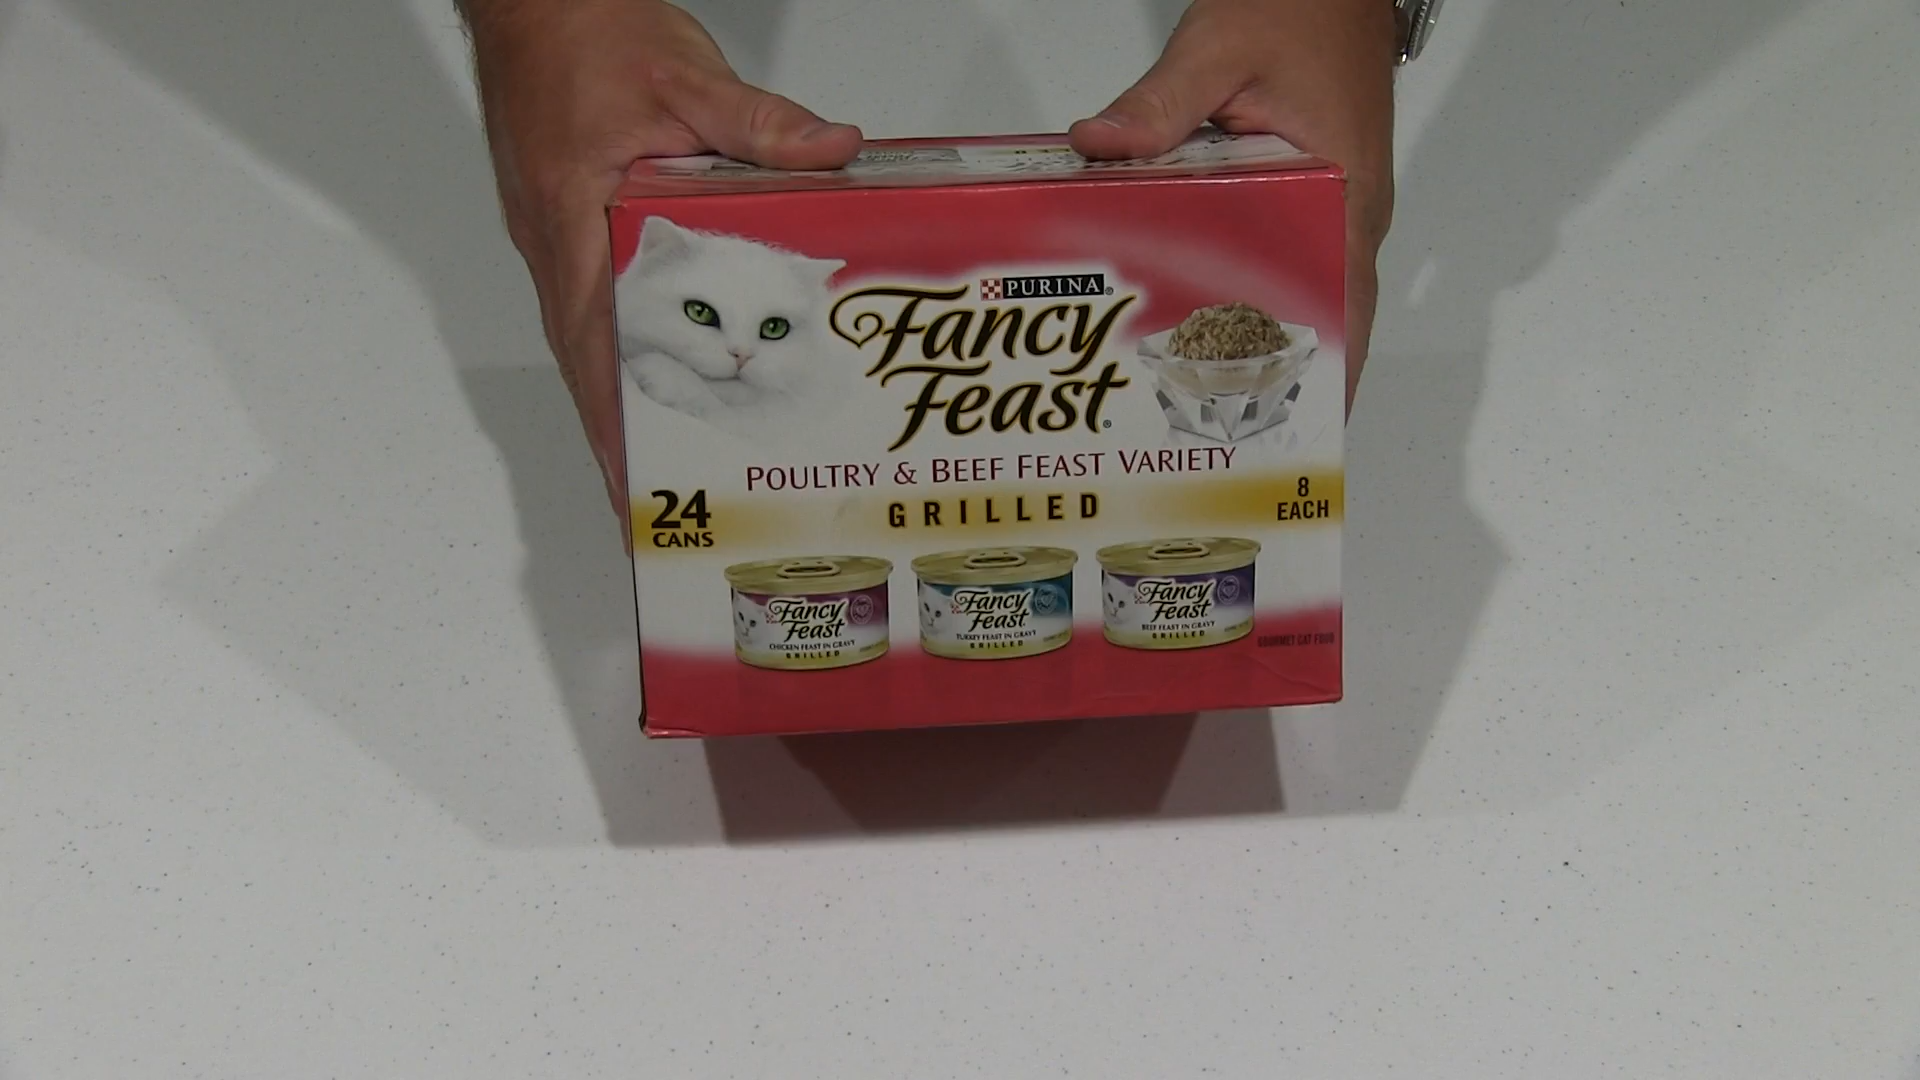 PURINA
Fancy
Feast
POULTRY & BEEF FEAST VARIETY
GRILLED
24
CANS
8
EACH
Fancy
Feast
CHICKEN FEAST IN GRAVY
GRILLED
Fancy
Feast
TURKEY FEAST IN GRAVY
GRILLED
Fancy
Feast
BEEF FEAST IN GRAVY
GRILLED
GOURMET CAT FOOD